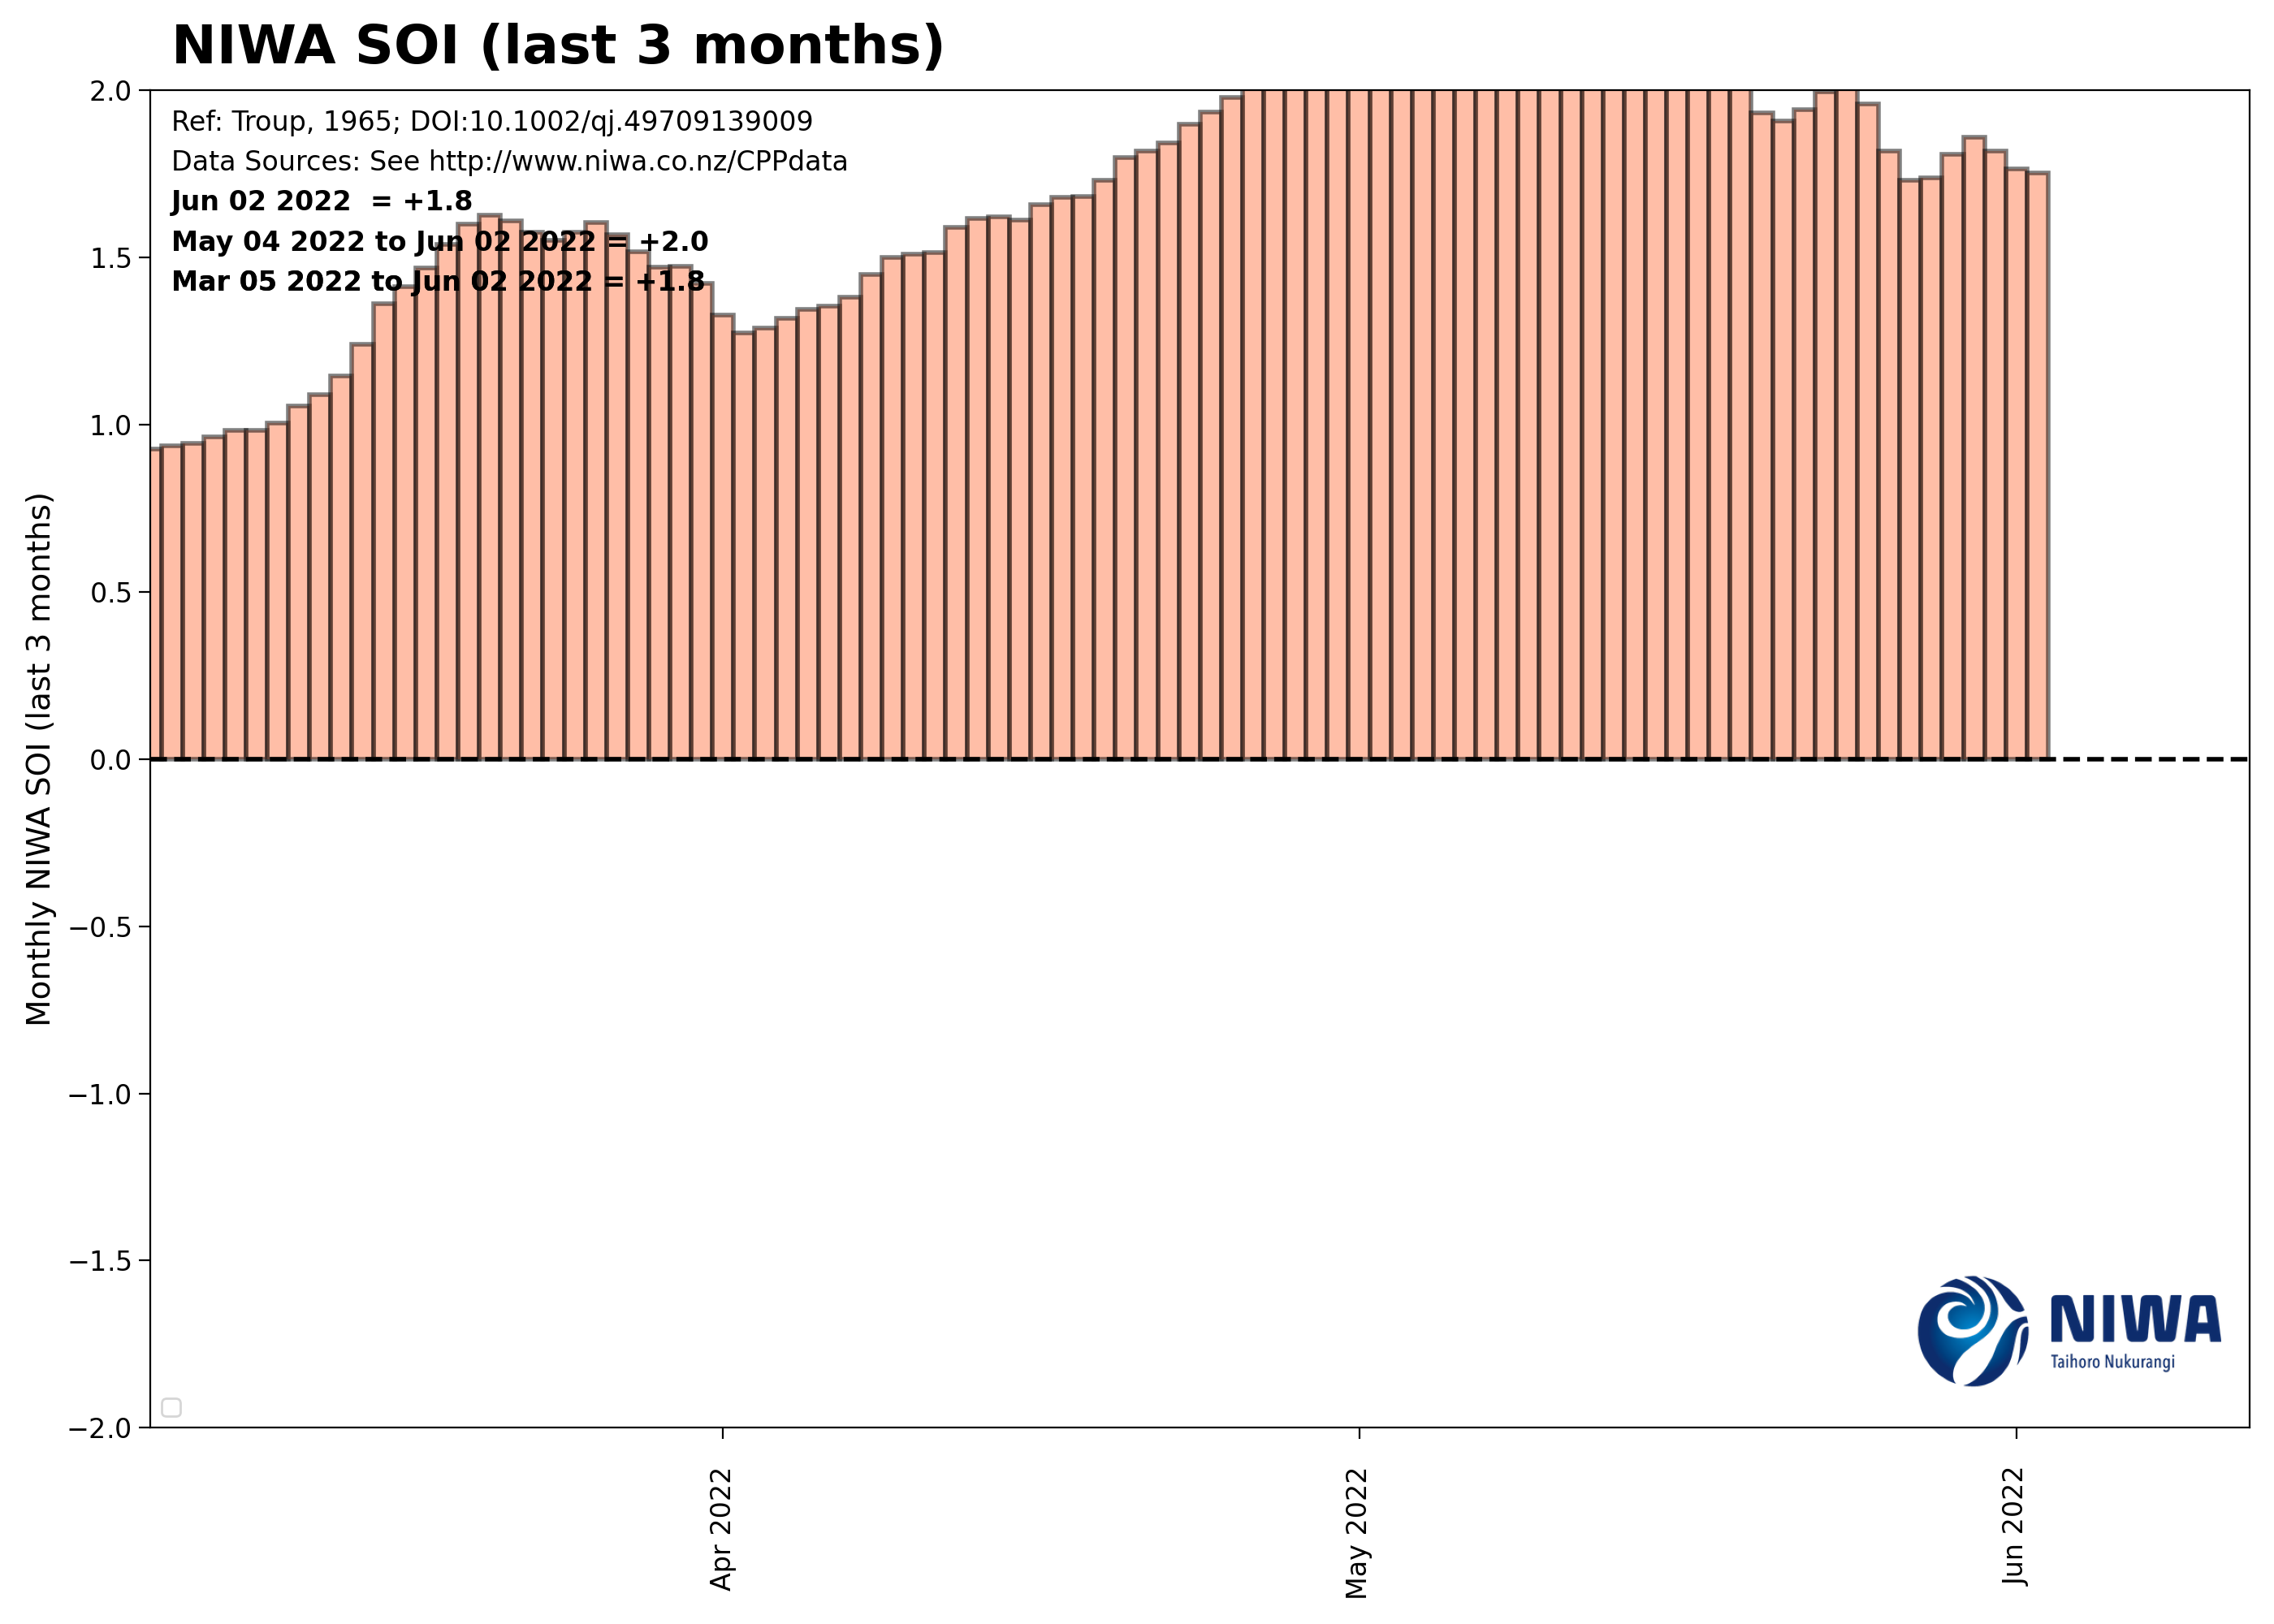 NIWA SOI (last 3 months)
Ref: Troup, 1965; DOI:10.1002/qj.49709139009
Data Sources: See http://www.niwa.co.nz/CPPdata
Jun 02 2022 = +1.8
May 04 2022 to Jun 02 2022 = +2.0
Mar 05 2022 to Jun 02 2022 = +1.8
Monthly NIWA SOI (last 3 months)
2.0
1.5
1.0
0.5
0.0
−0.5
−1.0
−1.5
−2.0
Apr 2022
May 2022
Jun 2022
NIWA
Taihoro Nukurangi